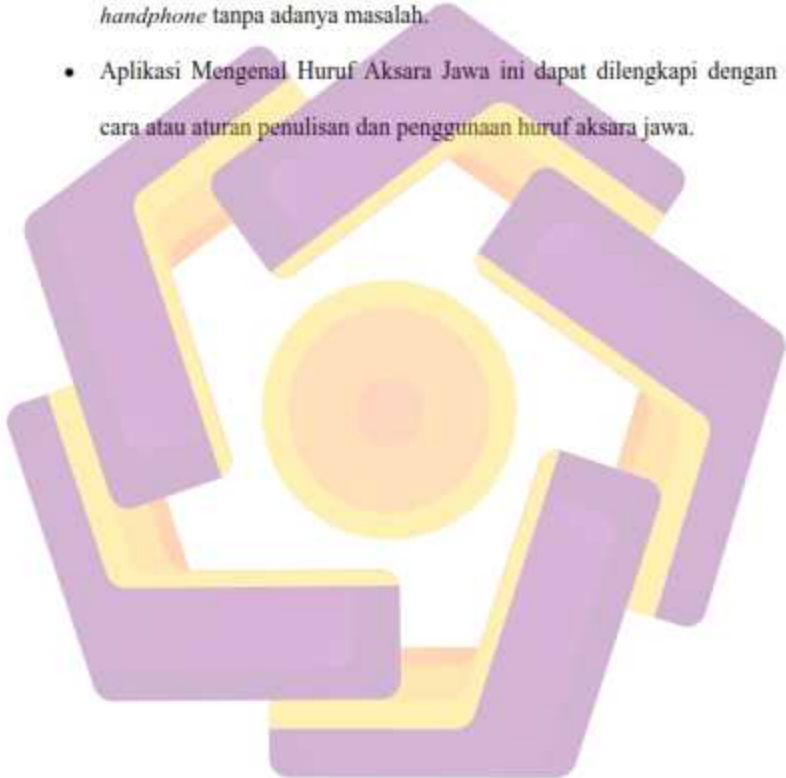 handphone tanpa adanya masalah.
• Aplikasi Mengenal Huruf Aksara Jawa ini dapat dilengkapi dengan
cara atau aturan penulisan dan penggunaan huruf aksara jawa.